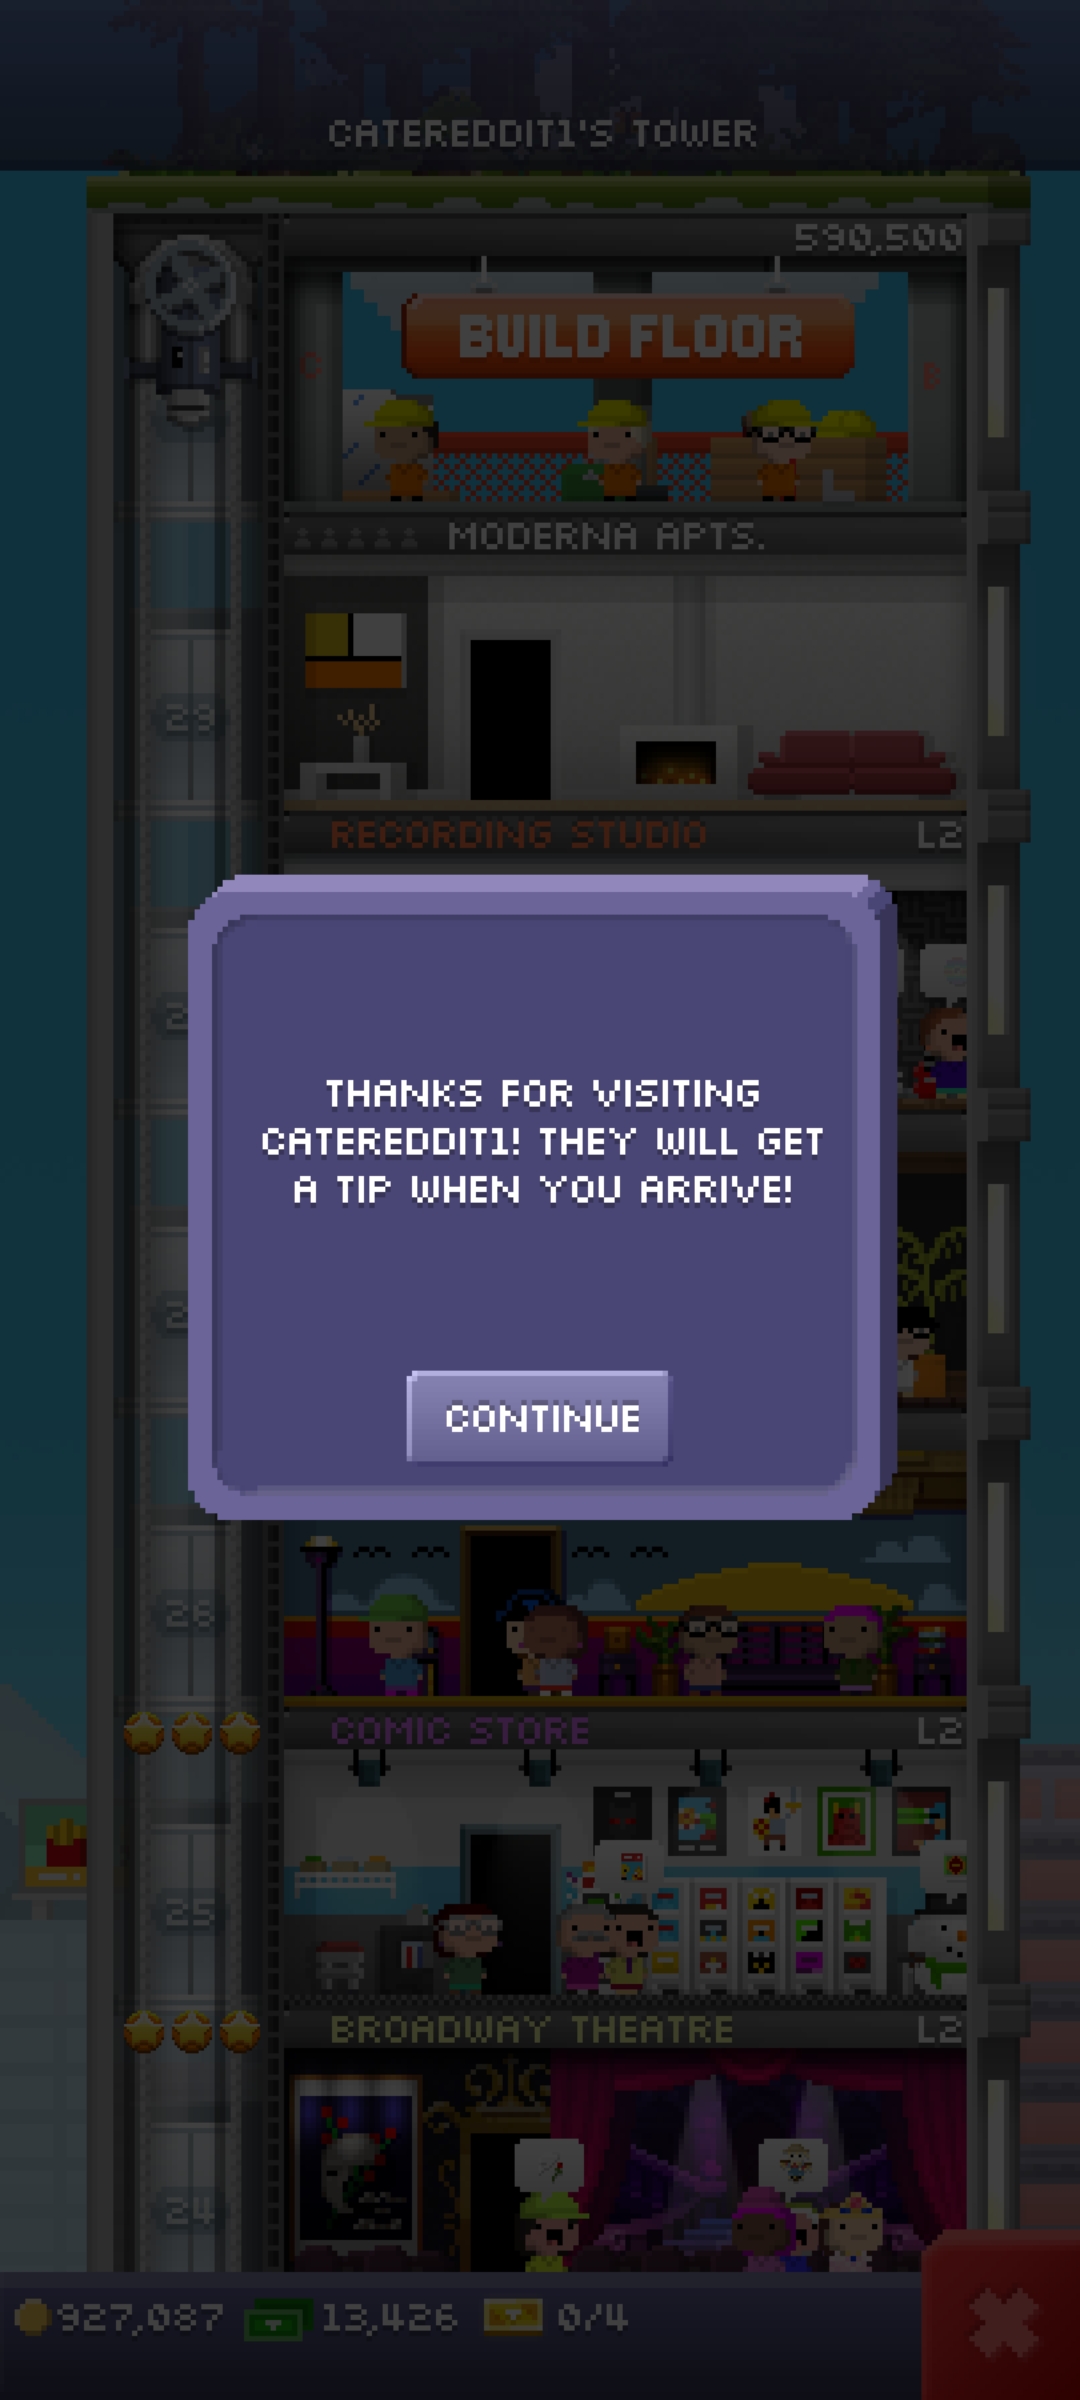 CATEREDDIT1'S TOWER
590,500
BUILD FLOOR
C
B
MODERNA APTS.
29
RECORDING STUDIO L2
THANKS FOR VISITING
CATEREDDIT1! THEY WILL GET
A TIP WHEN YOU ARRIVE!
CONTINUE
26
COMIC STORE L2
25
BROADWAY THEATRE L2
24
927,087 13,426 0/4